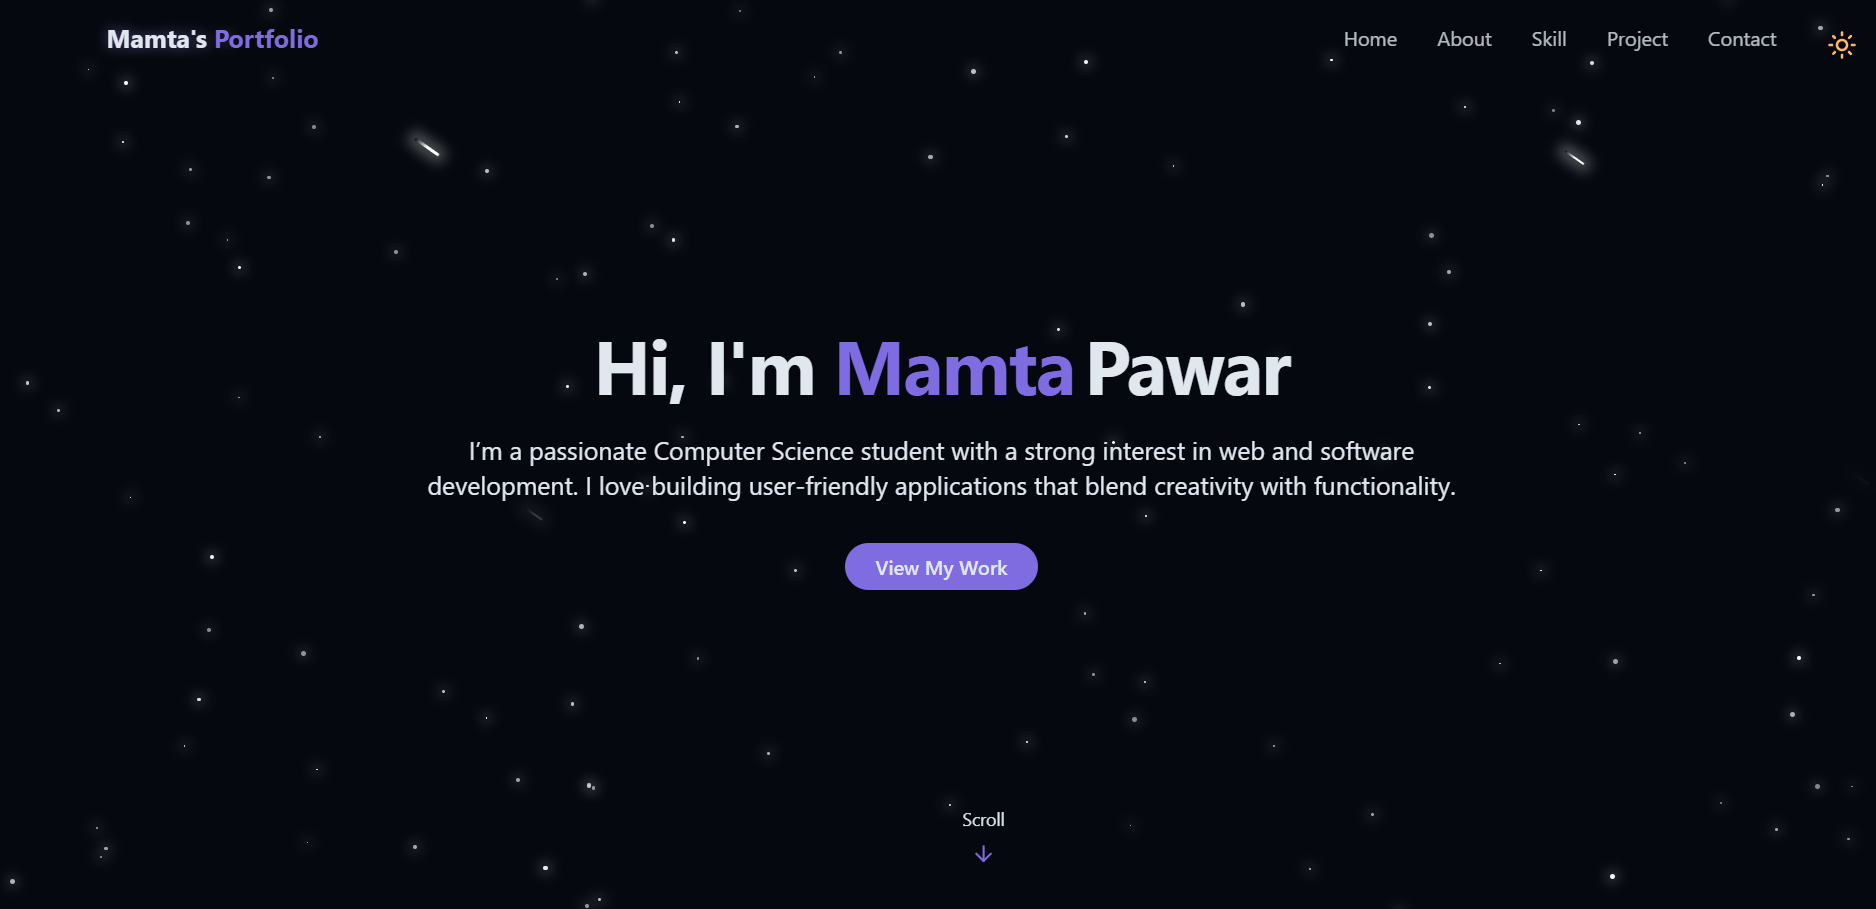 Mamta's Portfolio
Home About Skill Project Contact
Hi, I'm Mamta Pawar
I’m a passionate Computer Science student with a strong interest in web and software
development. I love building user-friendly applications that blend creativity with functionality.
View My Work
Scroll